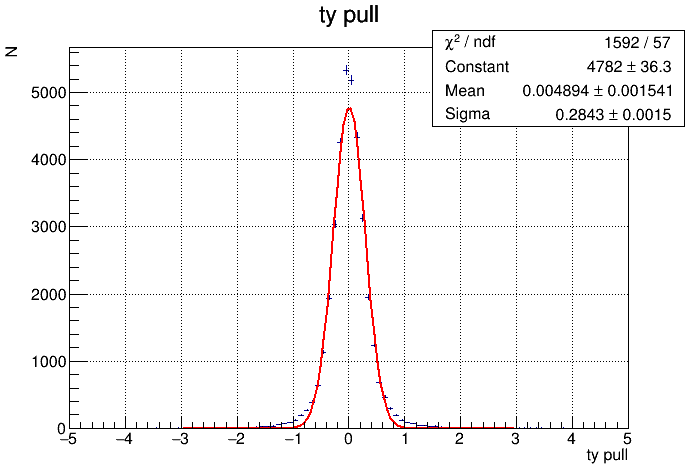 ty pull
χ² / ndf 1592 / 57
Constant 4782 ± 36.3
Mean 0.004894 ± 0.001541
Sigma 0.2843 ± 0.0015
N
5000
4000
3000
2000
1000
0
−5 −4 −3 −2 −1 0 1 2 3 4 5
ty pull